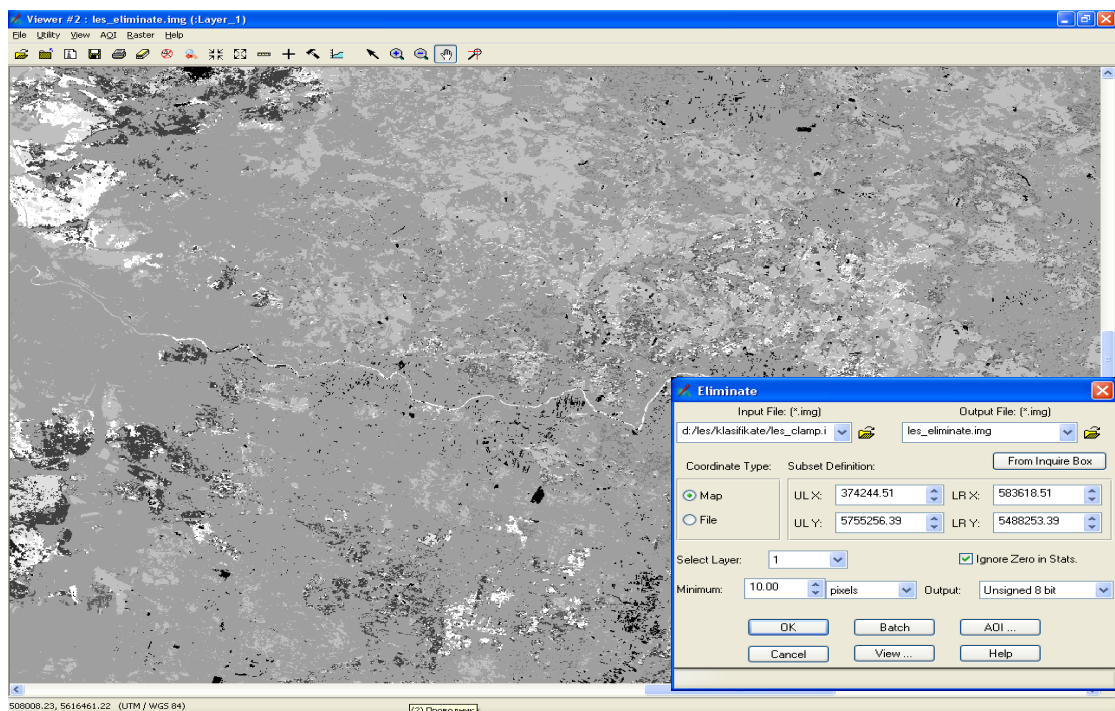 Viewer #2 : les_eliminate.img (:Layer_1)
File Utility View AOI Raster Help
Eliminate
Input File: (*.img) Output File: (*.img)
d:/les/klasifikate/les_clamp.i les_eliminate.img
Coordinate Type: Subset Definition: From Inquire Box
Map UL X: 374244.51 LR X: 583618.51
File UL Y: 5755256.39 LR Y: 5488253.39
Select Layer: 1 Ignore Zero in Stats.
Minimum: 10.00 pixels Output: Unsigned 8 bit
OK Batch AOI ...
Cancel View ... Help
508008.23, 5616461.22 (UTM / WGS 84)
(2) Проводник